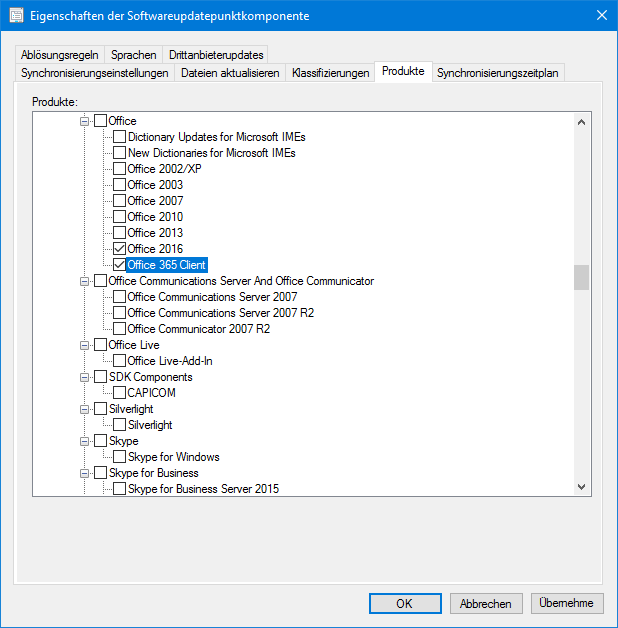 Eigenschaften der Softwareupdatepunktkomponente
Ablösungsregeln Sprachen Drittanbieterupdates
Synchronisierungseinstellungen Dateien aktualisieren Klassifizierungen Produkte Synchronisierungszeitplan
Produkte:
Office
Dictionary Updates for Microsoft IMEs
New Dictionaries for Microsoft IMEs
Office 2002/XP
Office 2003
Office 2007
Office 2010
Office 2013
Office 2016
Office 365 Client
Office Communications Server And Office Communicator
Office Communications Server 2007
Office Communications Server 2007 R2
Office Communicator 2007 R2
Office Live
Office Live-Add-In
SDK Components
CAPICOM
Silverlight
Silverlight
Skype
Skype for Windows
Skype for Business
Skype for Business Server 2015
OK Abbrechen Übernehme